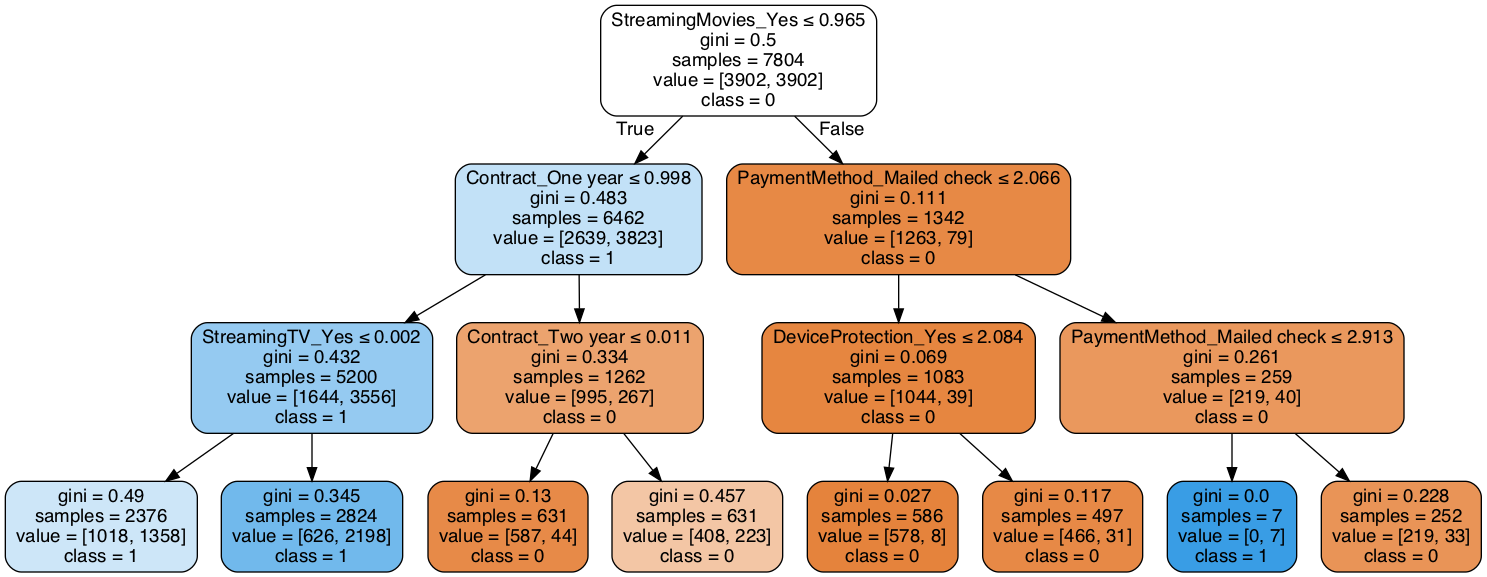 StreamingMovies_Yes ≤ 0.965
gini = 0.5
samples = 7804
value = [3902, 3902]
class = 0
True
False
Contract_One year ≤ 0.998
gini = 0.483
samples = 6462
value = [2639, 3823]
class = 1
PaymentMethod_Mailed check ≤ 2.066
gini = 0.111
samples = 1342
value = [1263, 79]
class = 0
StreamingTV_Yes ≤ 0.002
gini = 0.432
samples = 5200
value = [1644, 3556]
class = 1
Contract_Two year ≤ 0.011
gini = 0.334
samples = 1262
value = [995, 267]
class = 0
DeviceProtection_Yes ≤ 2.084
gini = 0.069
samples = 1083
value = [1044, 39]
class = 0
PaymentMethod_Mailed check ≤ 2.913
gini = 0.261
samples = 259
value = [219, 40]
class = 0
gini = 0.49
samples = 2376
value = [1018, 1358]
class = 1
gini = 0.345
samples = 2824
value = [626, 2198]
class = 1
gini = 0.13
samples = 631
value = [587, 44]
class = 0
gini = 0.457
samples = 631
value = [408, 223]
class = 0
gini = 0.027
samples = 586
value = [578, 8]
class = 0
gini = 0.117
samples = 497
value = [466, 31]
class = 0
gini = 0.0
samples = 7
value = [0, 7]
class = 1
gini = 0.228
samples = 252
value = [219, 33]
class = 0